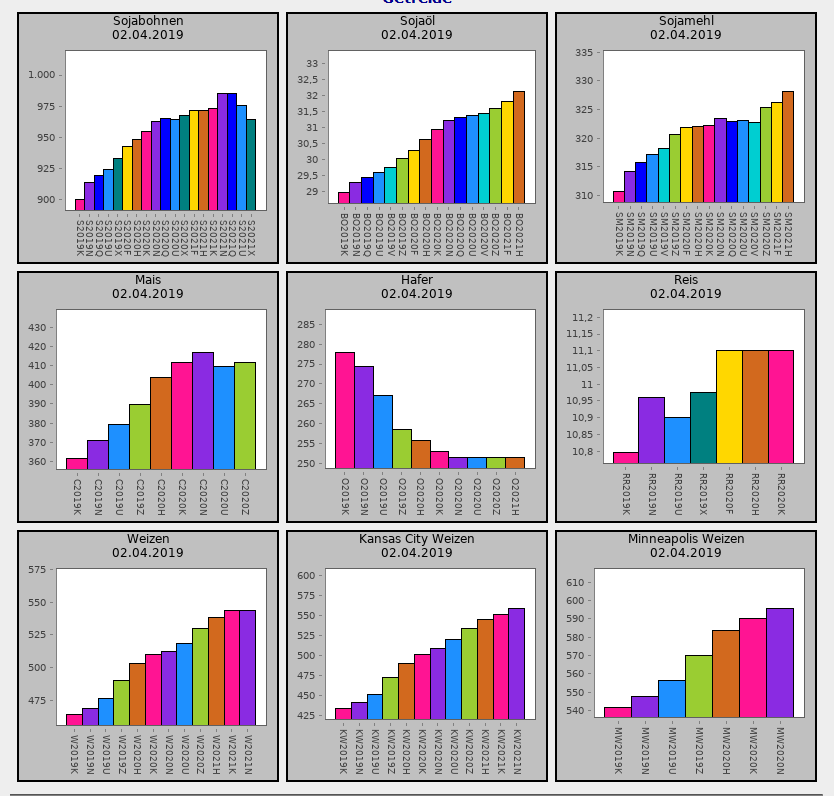 Getreide
Sojabohnen
02.04.2019
1.000
975
950
925
900
S2019K
S2019N
S2019Q
S2019U
S2019X
S2020F
S2020H
S2020K
S2020N
S2020Q
S2020U
S2020X
S2021F
S2021H
S2021K
S2021N
S2021Q
S2021U
S2021X
Sojaöl
02.04.2019
33
32,5
32
31,5
31
30,5
30
29,5
29
BO2019K
BO2019N
BO2019Q
BO2019U
BO2019V
BO2019Z
BO2020F
BO2020H
BO2020K
BO2020N
BO2020Q
BO2020U
BO2020V
BO2020Z
BO2021F
BO2021H
Sojamehl
02.04.2019
335
330
325
320
315
310
SM2019K
SM2019N
SM2019Q
SM2019U
SM2019V
SM2019Z
SM2020F
SM2020H
SM2020K
SM2020N
SM2020Q
SM2020U
SM2020V
SM2020Z
SM2021F
SM2021H
Mais
02.04.2019
430
420
410
400
390
380
370
360
C2019K
C2019N
C2019U
C2019Z
C2020H
C2020K
C2020N
C2020U
C2020Z
Hafer
02.04.2019
285
280
275
270
265
260
255
250
O2019K
O2019N
O2019U
O2019Z
O2020H
O2020K
O2020N
O2020U
O2020Z
O2021H
Reis
02.04.2019
11,2
11,15
11,1
11,05
11
10,95
10,9
10,85
10,8
RR2019K
RR2019N
RR2019U
RR2019X
RR2020F
RR2020H
RR2020K
Weizen
02.04.2019
575
550
525
500
475
W2019K
W2019N
W2019U
W2019Z
W2020H
W2020K
W2020N
W2020U
W2020Z
W2021H
W2021K
W2021N
Kansas City Weizen
02.04.2019
600
575
550
525
500
475
450
425
KW2019K
KW2019N
KW2019U
KW2019Z
KW2020H
KW2020K
KW2020N
KW2020U
KW2020Z
KW2021H
KW2021K
KW2021N
Minneapolis Weizen
02.04.2019
610
600
590
580
570
560
550
540
MW2019K
MW2019N
MW2019U
MW2019Z
MW2020H
MW2020K
MW2020N